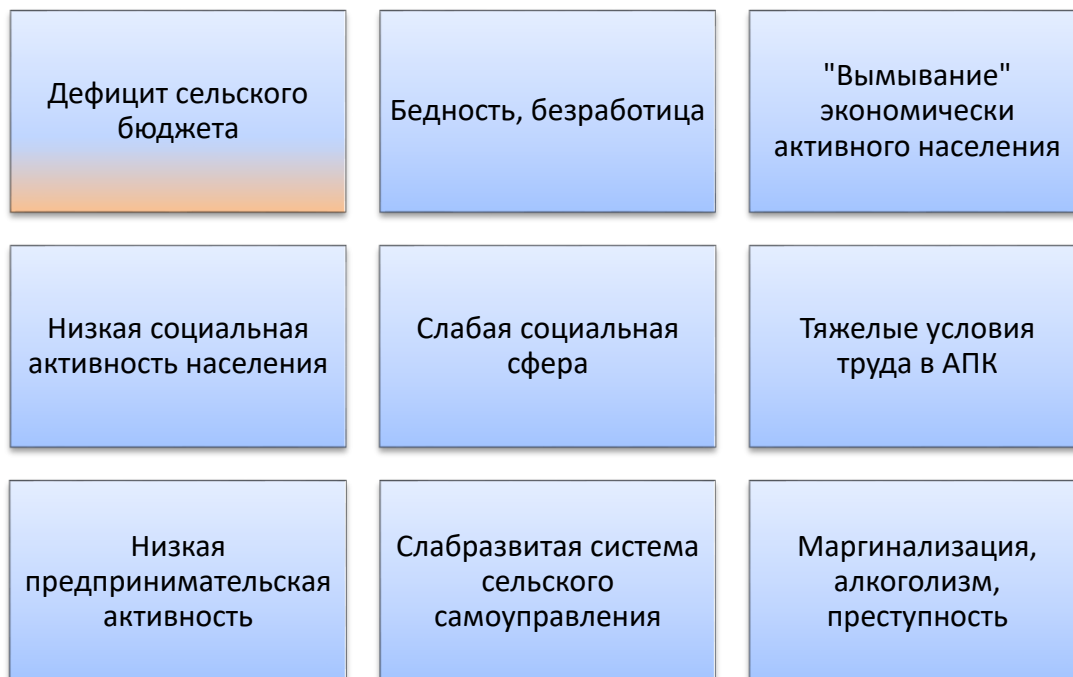 Дефицит сельского
бюджета
Бедность, безработица
"Вымывание"
экономически
активного населения
Низкая социальная
активность населения
Слабая социальная
сфера
Тяжелые условия
труда в АПК
Низкая
предпринимательская
активность
Слабразвитая система
сельского
самоуправления
Маргинализация,
алкоголизм,
преступность